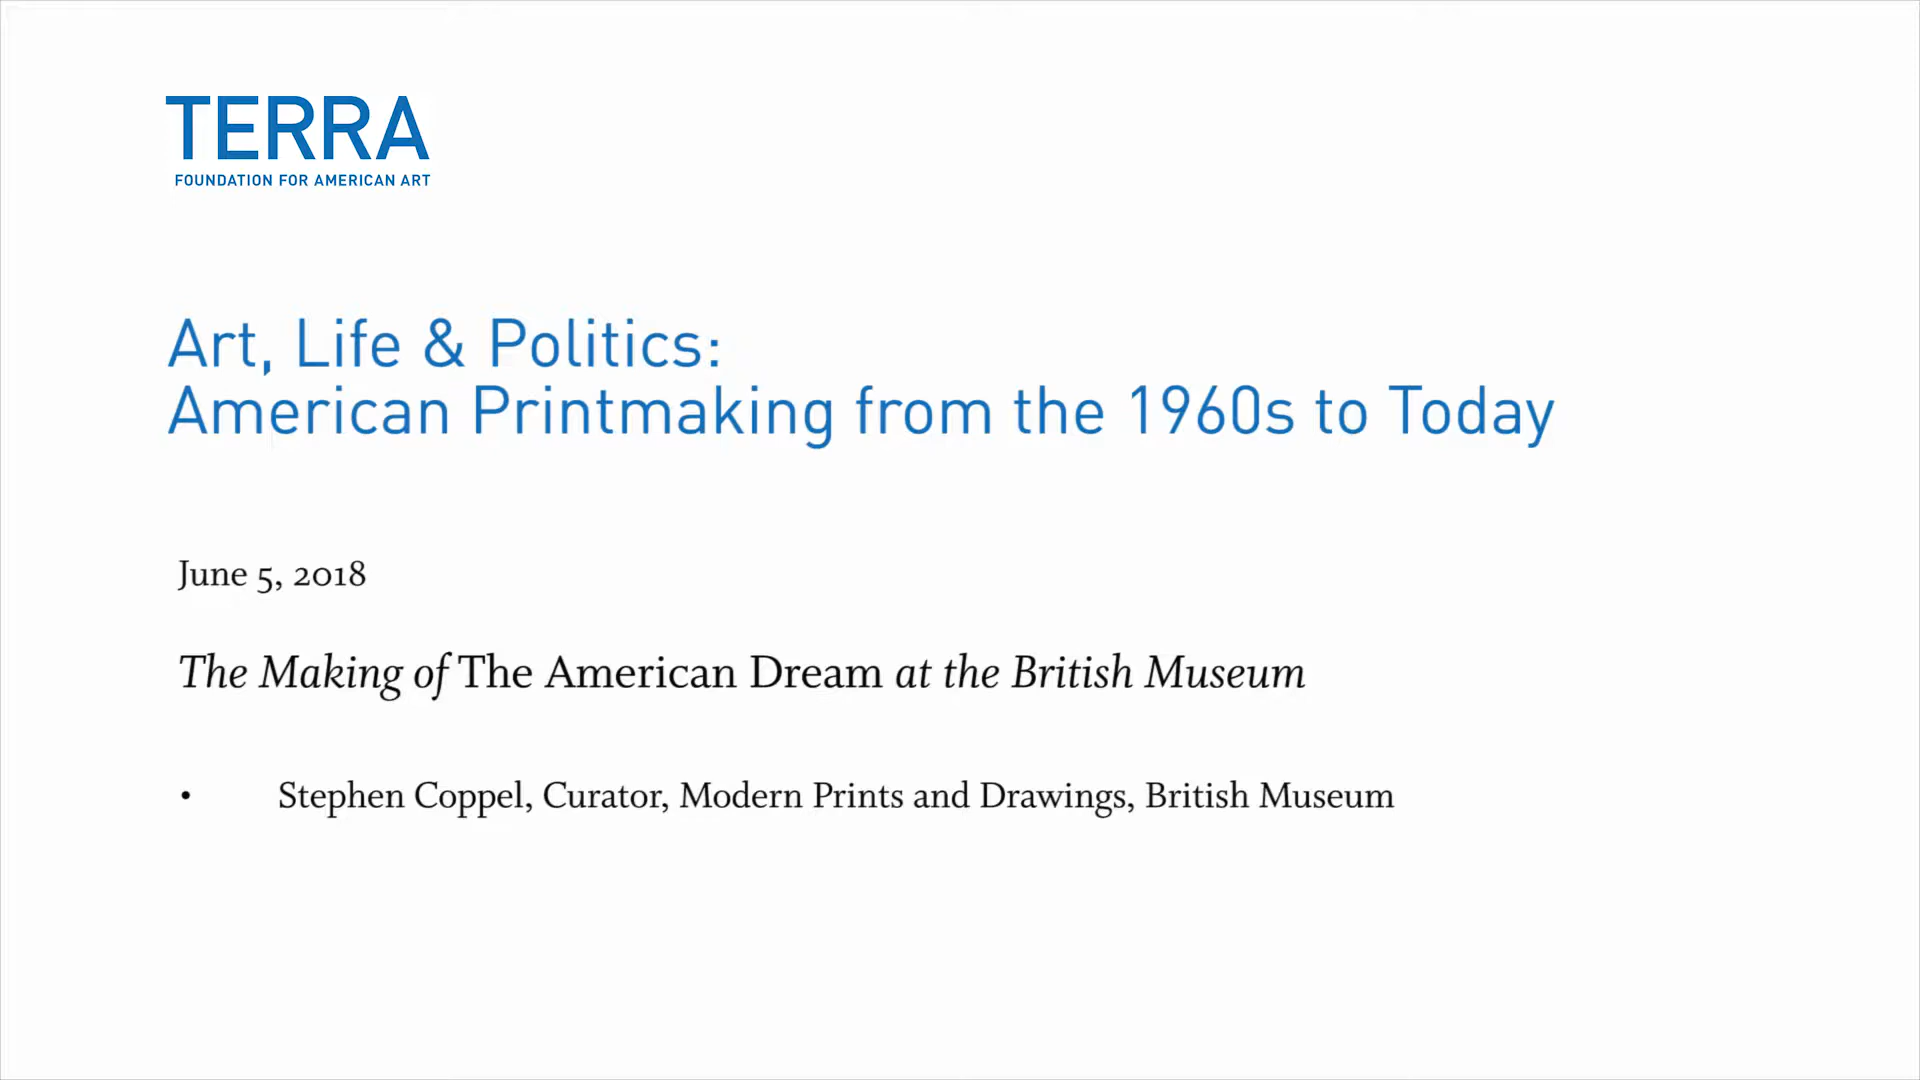 TERRA
FOUNDATION FOR AMERICAN ART
Art, Life & Politics:
American Printmaking from the 1960s to Today
June 5, 2018
The Making of The American Dream at the British Museum
• Stephen Coppel, Curator, Modern Prints and Drawings, British Museum